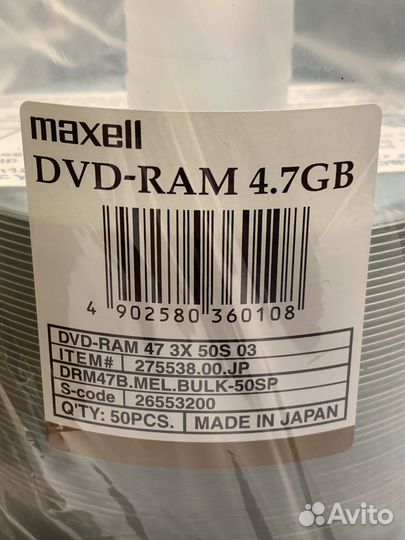 maxell
DVD-RAM 4.7GB
4 902580 360108
DVD-RAM 47 3X 50S 03
ITEM# 275538.00.JP
DRM47B.MEL.BULK-50SP
S-code 26553200
Q'TY: 50PCS. MADE IN JAPAN
Avito